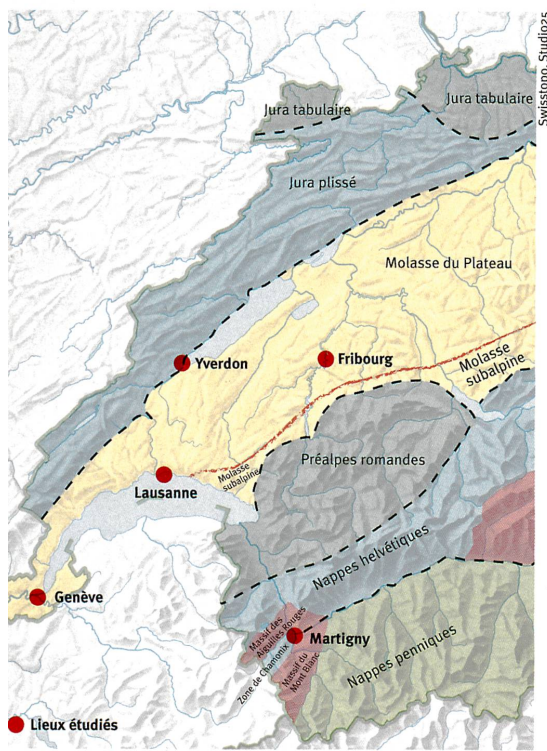 Swisstopo, Studio25
Jura tabulaire
Jura tabulaire
Jura plissé
Molasse du Plateau
Yverdon
Fribourg
Molasse
subalpine
Préalpes romandes
Molasse
subalpine
Lausanne
Nappes helvétiques
Genève
Massif des
Aiguilles Rouges
Martigny
Zone de Chamonix
Massif du
Mont Blanc
Nappes penniques
Lieux étudiés